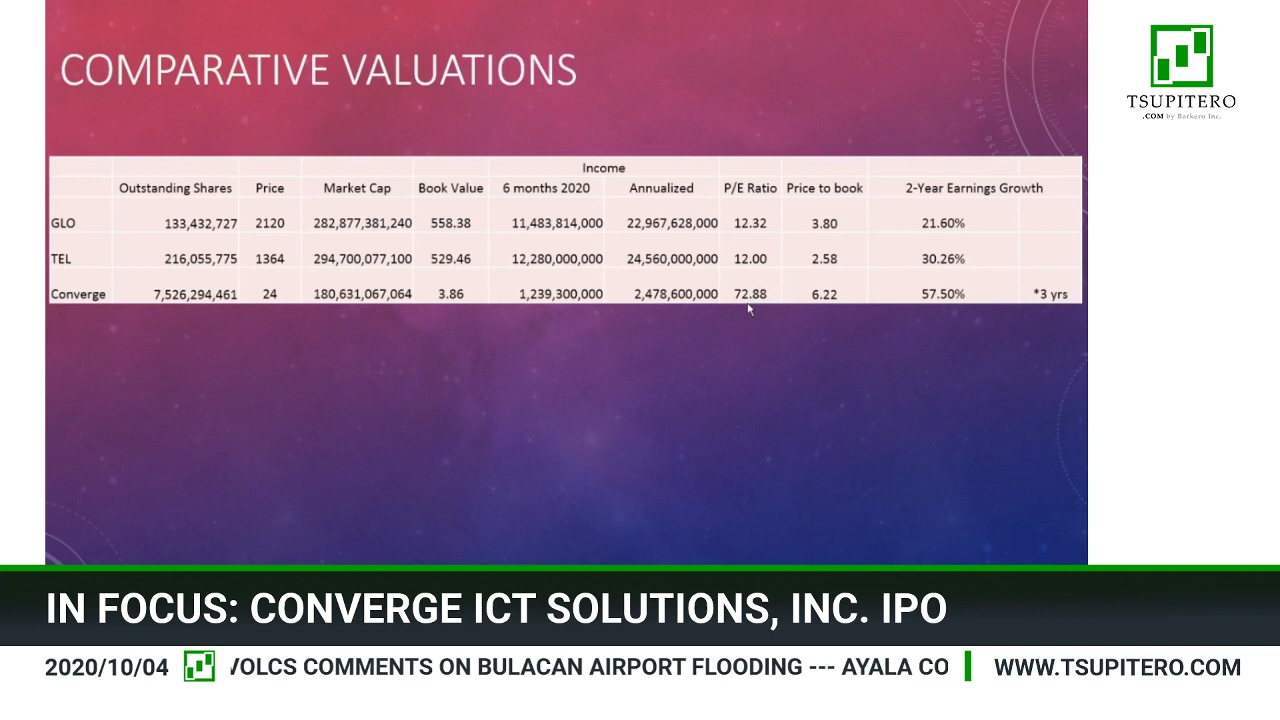 COMPARATIVE VALUATIONS
TSUPITERO
.COM by Barkero Inc.
Income
Outstanding Shares Price Market Cap Book Value 6 months 2020 Annualized P/E Ratio Price to book 2-Year Earnings Growth
GLO 133,432,727 2120 282,877,381,240 558.38 11,483,814,000 22,967,628,000 12.32 3.80 21.60%
TEL 216,055,775 1364 294,700,077,100 529.46 12,280,000,000 24,560,000,000 12.00 2.58 30.26%
Converge 7,526,294,461 24 180,631,067,064 3.86 1,239,300,000 2,478,600,000 72.88 6.22 57.50% *3 yrs
IN FOCUS: CONVERGE ICT SOLUTIONS, INC. IPO
2020/10/04 VOLCS COMMENTS ON BULACAN AIRPORT FLOODING --- AYALA CO WWW.TSUPITERO.COM